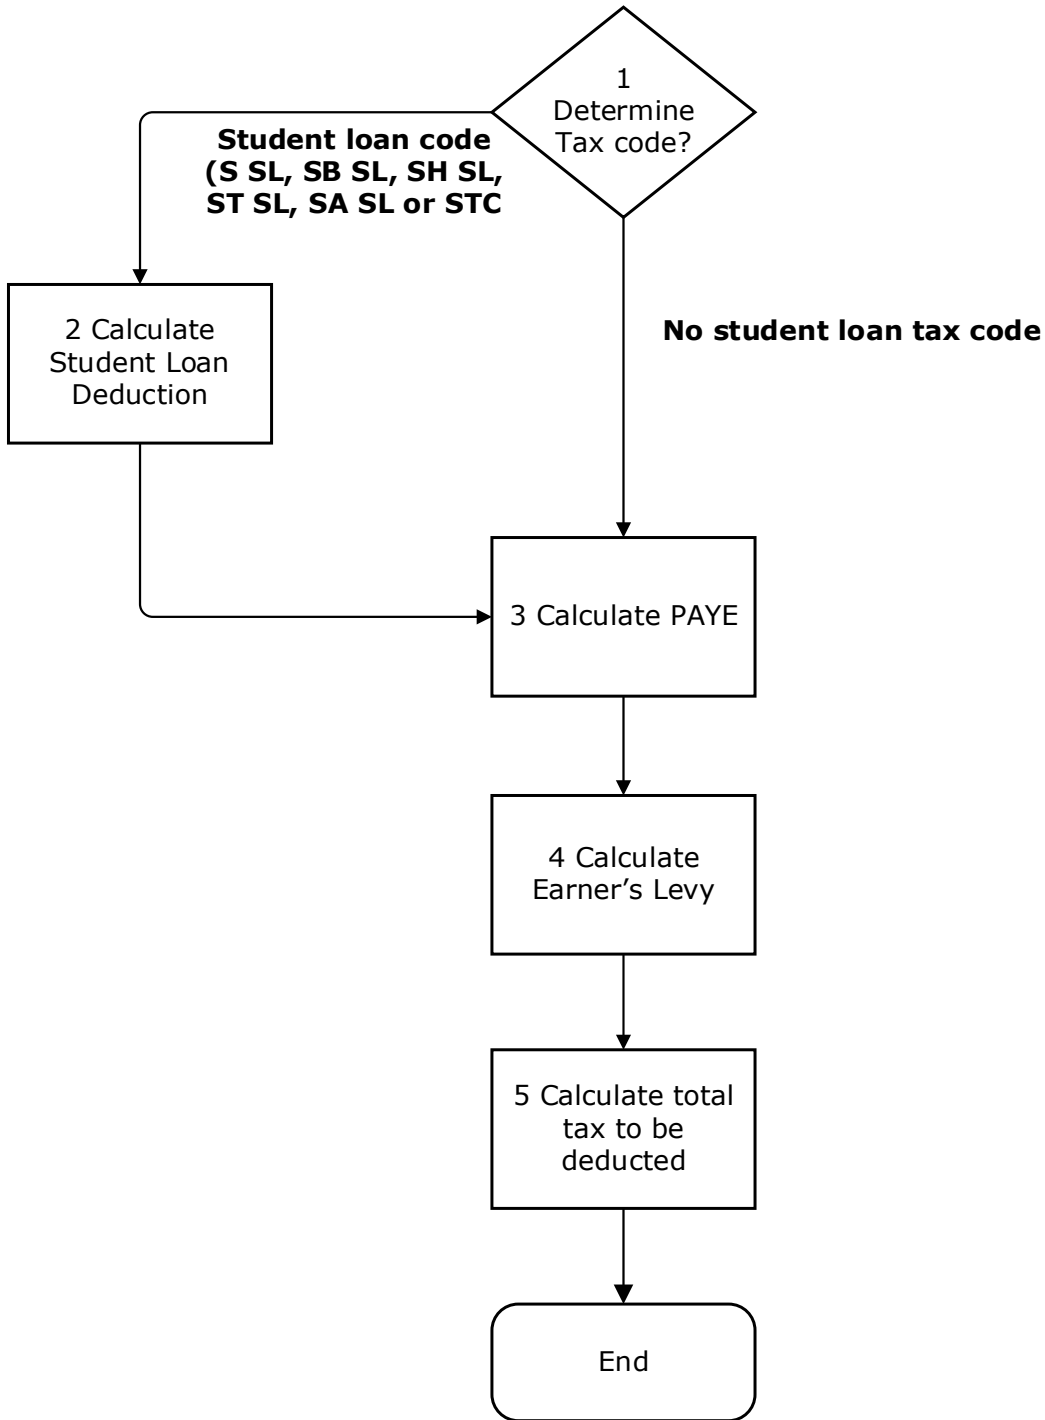 1
Determine
Tax code?
Student loan code
(S SL, SB SL, SH SL,
ST SL, SA SL or STC
2 Calculate
Student Loan
Deduction
No student loan tax code
3 Calculate PAYE
4 Calculate
Earner’s Levy
5 Calculate total
tax to be
deducted
End